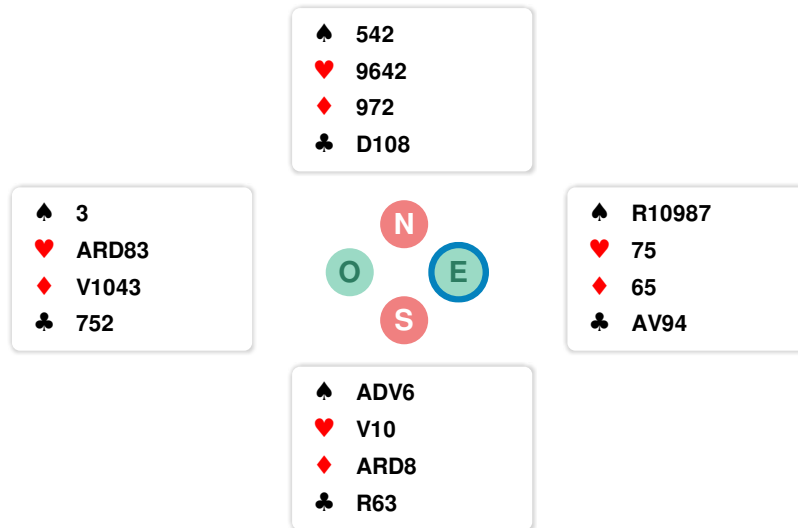 ♠ 542
♥ 9642
♦ 972
♣ D108
♠ 3
♥ ARD83
♦ V1043
♣ 752
N
O
E
S
♠ R10987
♥ 75
♦ 65
♣ AV94
♠ ADV6
♥ V10
♦ ARD8
♣ R63